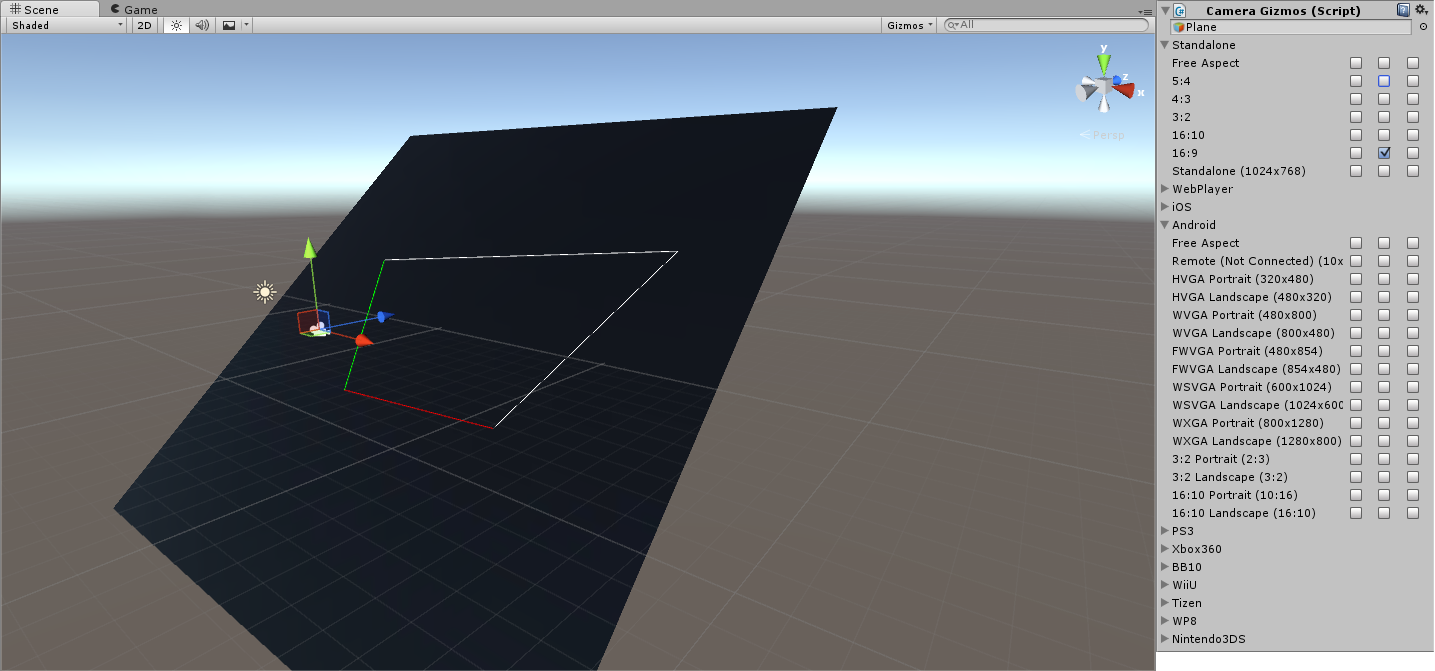 Scene Game
Shaded 2D Gizmos All
y
z
x
Persp
Camera Gizmos (Script)
Plane
Standalone
Free Aspect
5:4
4:3
3:2
16:10
16:9
Standalone (1024x768)
WebPlayer
iOS
Android
Free Aspect
Remote (Not Connected) (10x
HVGA Portrait (320x480)
HVGA Landscape (480x320)
WVGA Portrait (480x800)
WVGA Landscape (800x480)
FWVGA Portrait (480x854)
FWVGA Landscape (854x480)
WSVGA Portrait (600x1024)
WSVGA Landscape (1024x600
WXGA Portrait (800x1280)
WXGA Landscape (1280x800)
3:2 Portrait (2:3)
3:2 Landscape (3:2)
16:10 Portrait (10:16)
16:10 Landscape (16:10)
PS3
Xbox360
BB10
WiiU
Tizen
WP8
Nintendo3DS